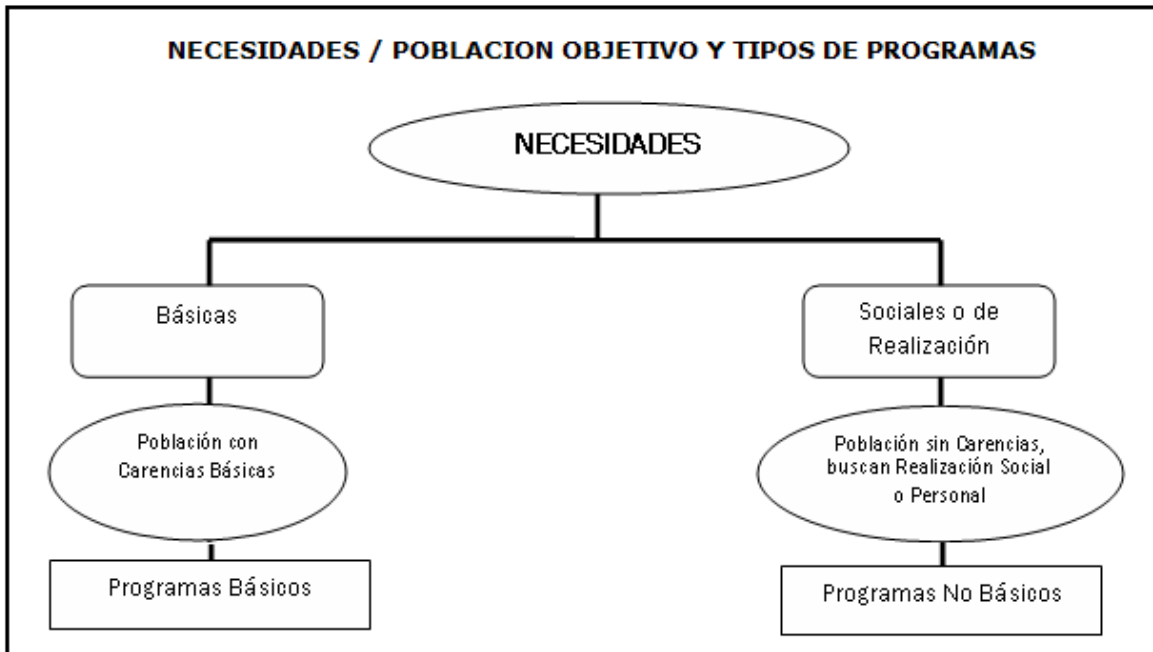 NECESIDADES / POBLACION OBJETIVO Y TIPOS DE PROGRAMAS
NECESIDADES
Básicas
Sociales o de
Realización
Población con
Carencias Básicas
Población sin Carencias,
buscan Realización Social
o Personal
Programas Básicos
Programas No Básicos